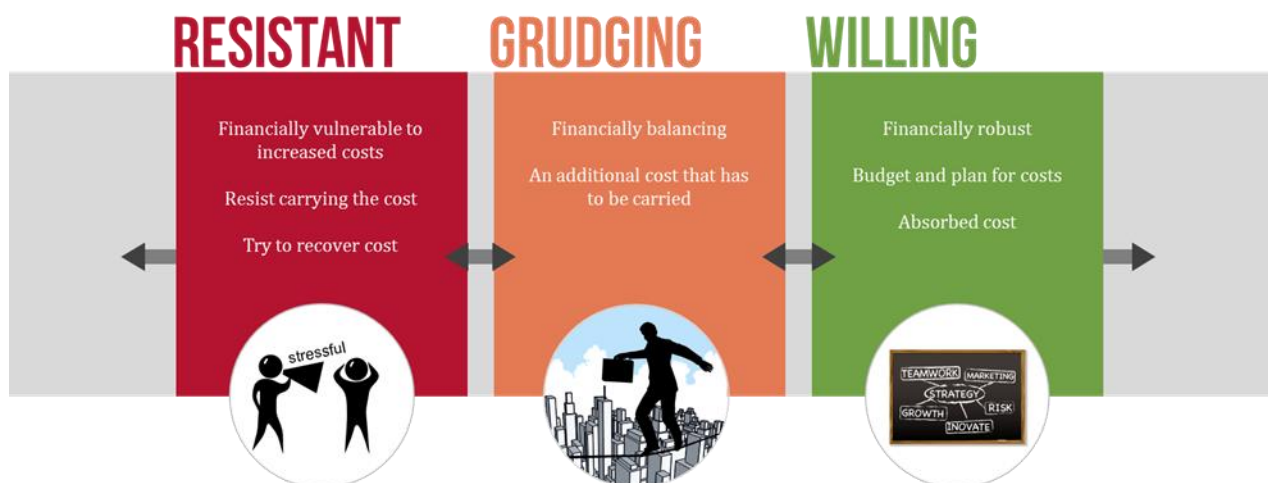 RESISTANT
GRUDGING
WILLING
Financially vulnerable to
increased costs
Resist carrying the cost
Try to recover cost
Financially balancing
An additional cost that has
to be carried
Financially robust
Budget and plan for costs
Absorbed cost
stressful
TEAMWORK
MARKETING
STRATEGY
GROWTH
RISK
INOVATE